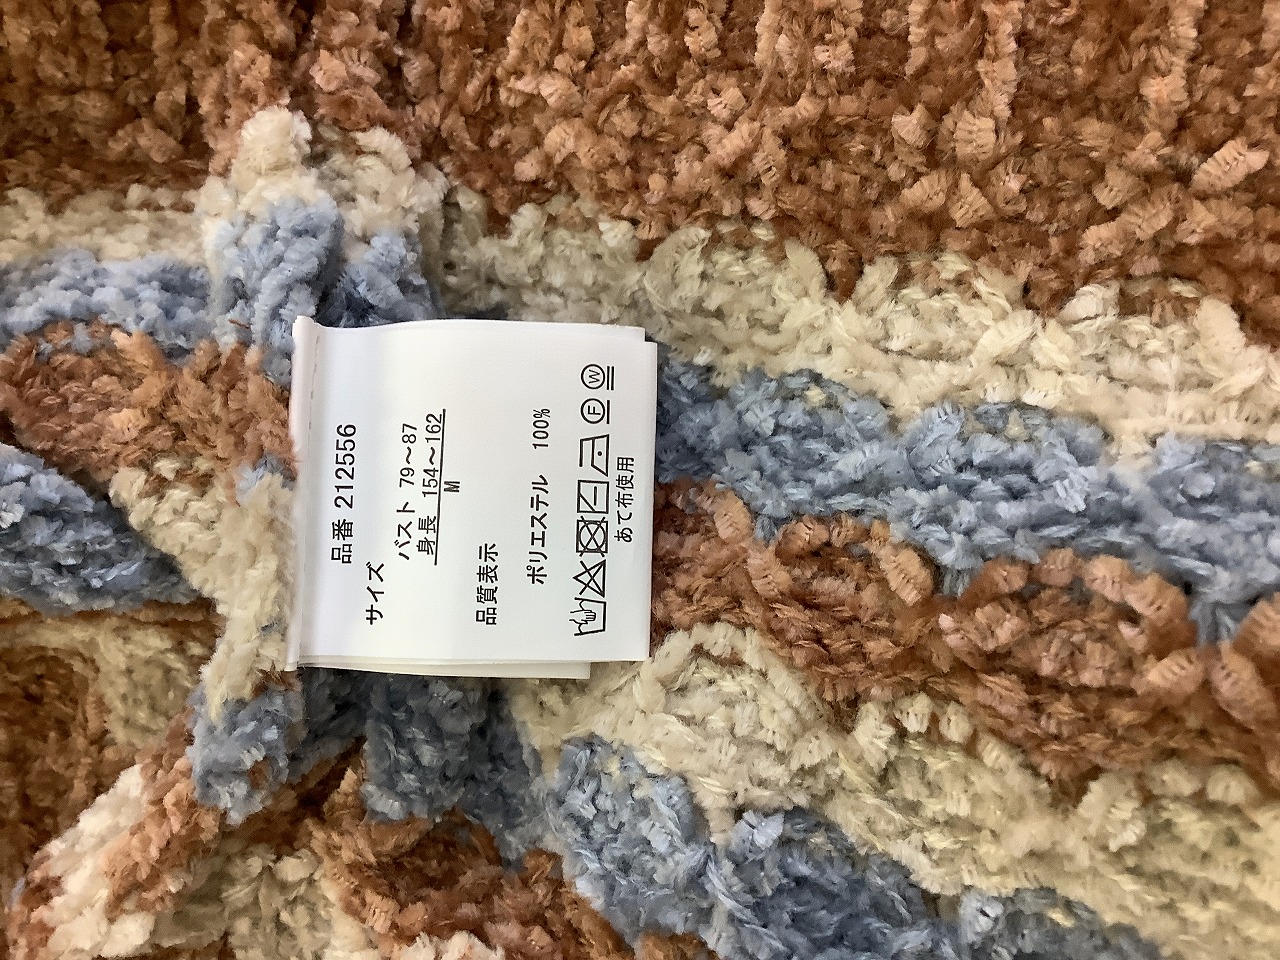 品番 212556
サイズ
バスト 79～87
身長 154～162
M
品質表示
ポリエステル 100%
F W
あて布使用